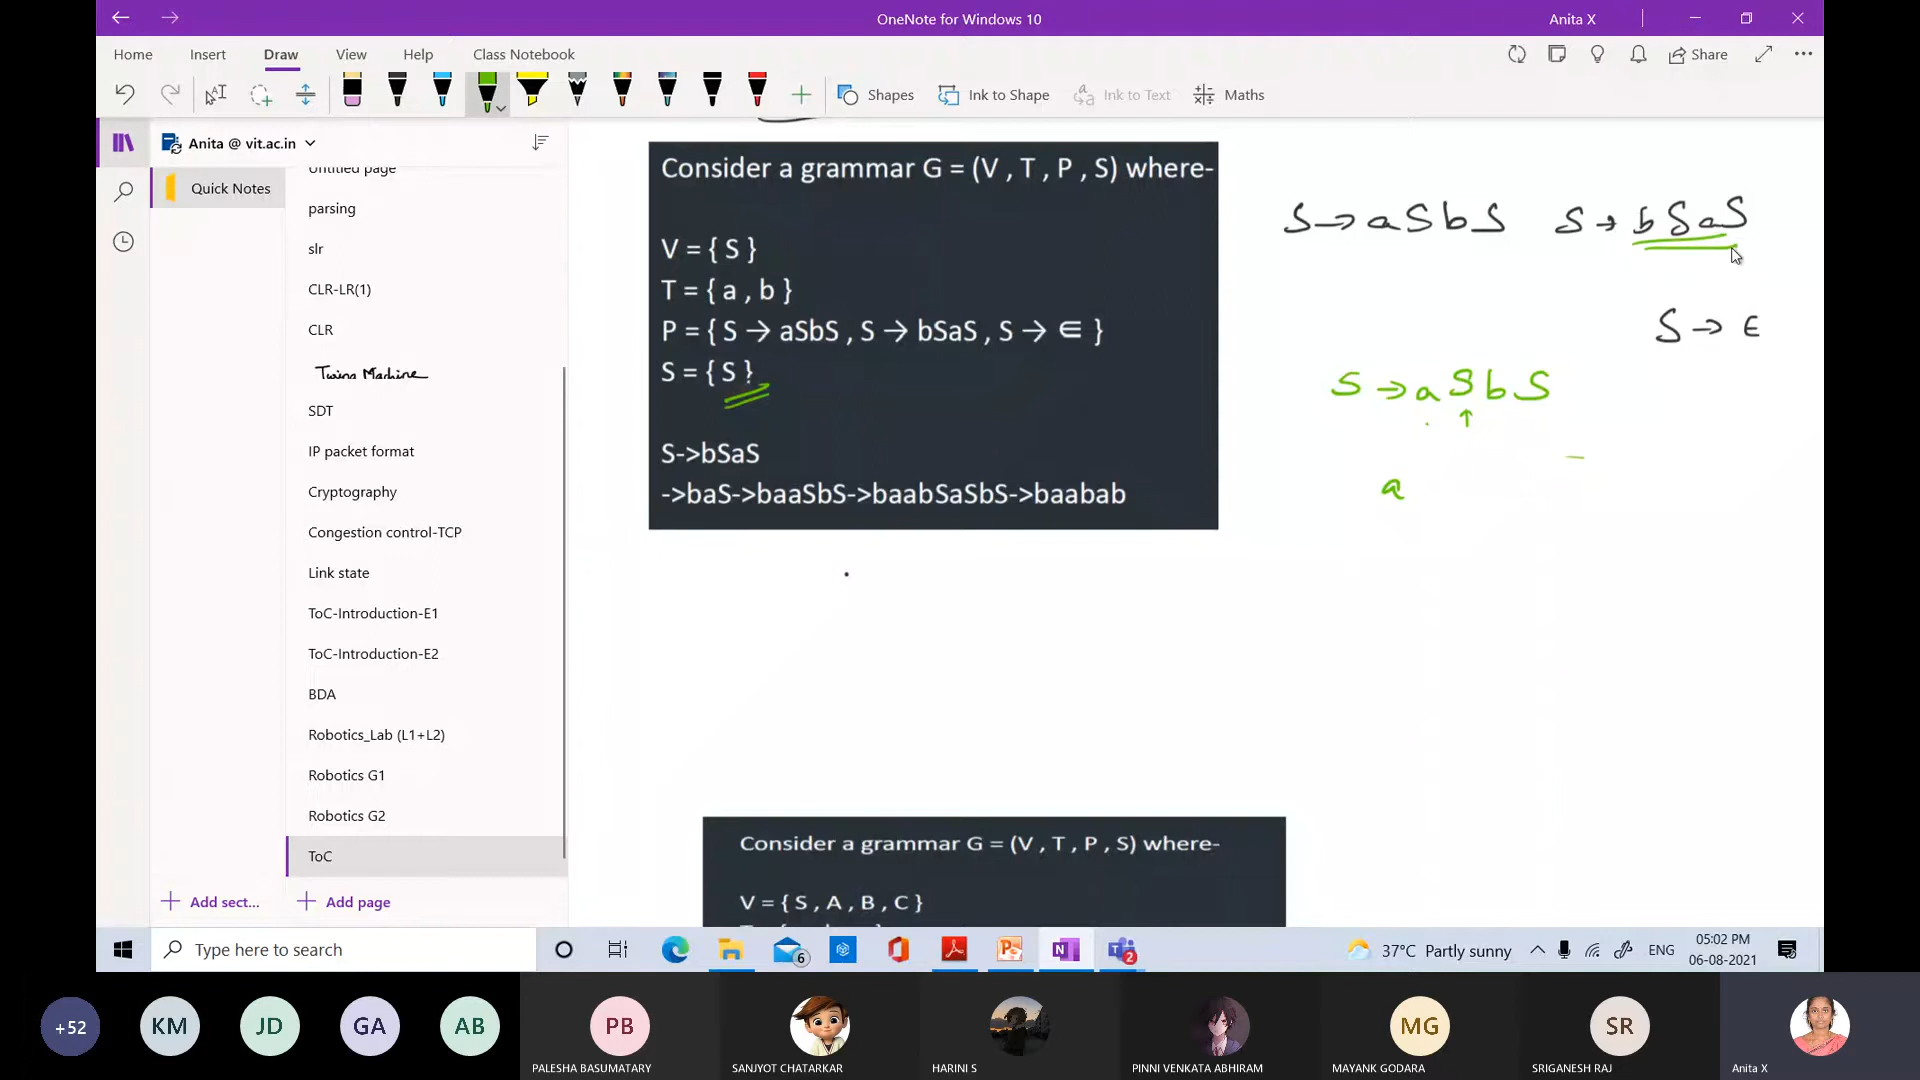 OneNote for Windows 10
Anita X
Home Insert Draw View Help Class Notebook
Share
Shapes
Ink to Shape
Ink to Text
Maths
Anita @ vit.ac.in
Quick Notes
Untitled page
parsing
slr
CLR-LR(1)
CLR
Turing Machine
SDT
IP packet format
Cryptography
Congestion control-TCP
Link state
ToC-Introduction-E1
ToC-Introduction-E2
BDA
Robotics_Lab (L1+L2)
Robotics G1
Robotics G2
ToC
Add sect...
Add page
Consider a grammar G = (V , T , P , S) where-
V = { S }
T = { a , b }
P = { S → aSbS , S → bSaS , S → ∈ }
S = { S }
S->bSaS
->baS->baaSbS->baabSaSbS->baabab
S → aSbS S → bSaS
S → ∈
S → aSbS
↑
a
Consider a grammar G = (V , T , P , S) where-
V = { S , A , B , C }
Type here to search
6
2
37°C Partly sunny
ENG
05:02 PM
06-08-2021
+52
KM
JD
GA
AB
PB
MG
SR
PALESHA BASUMATARY
SANJYOT CHATARKAR
HARINI S
PINNI VENKATA ABHIRAM
MAYANK GODARA
SRIGANESH RAJ
Anita X